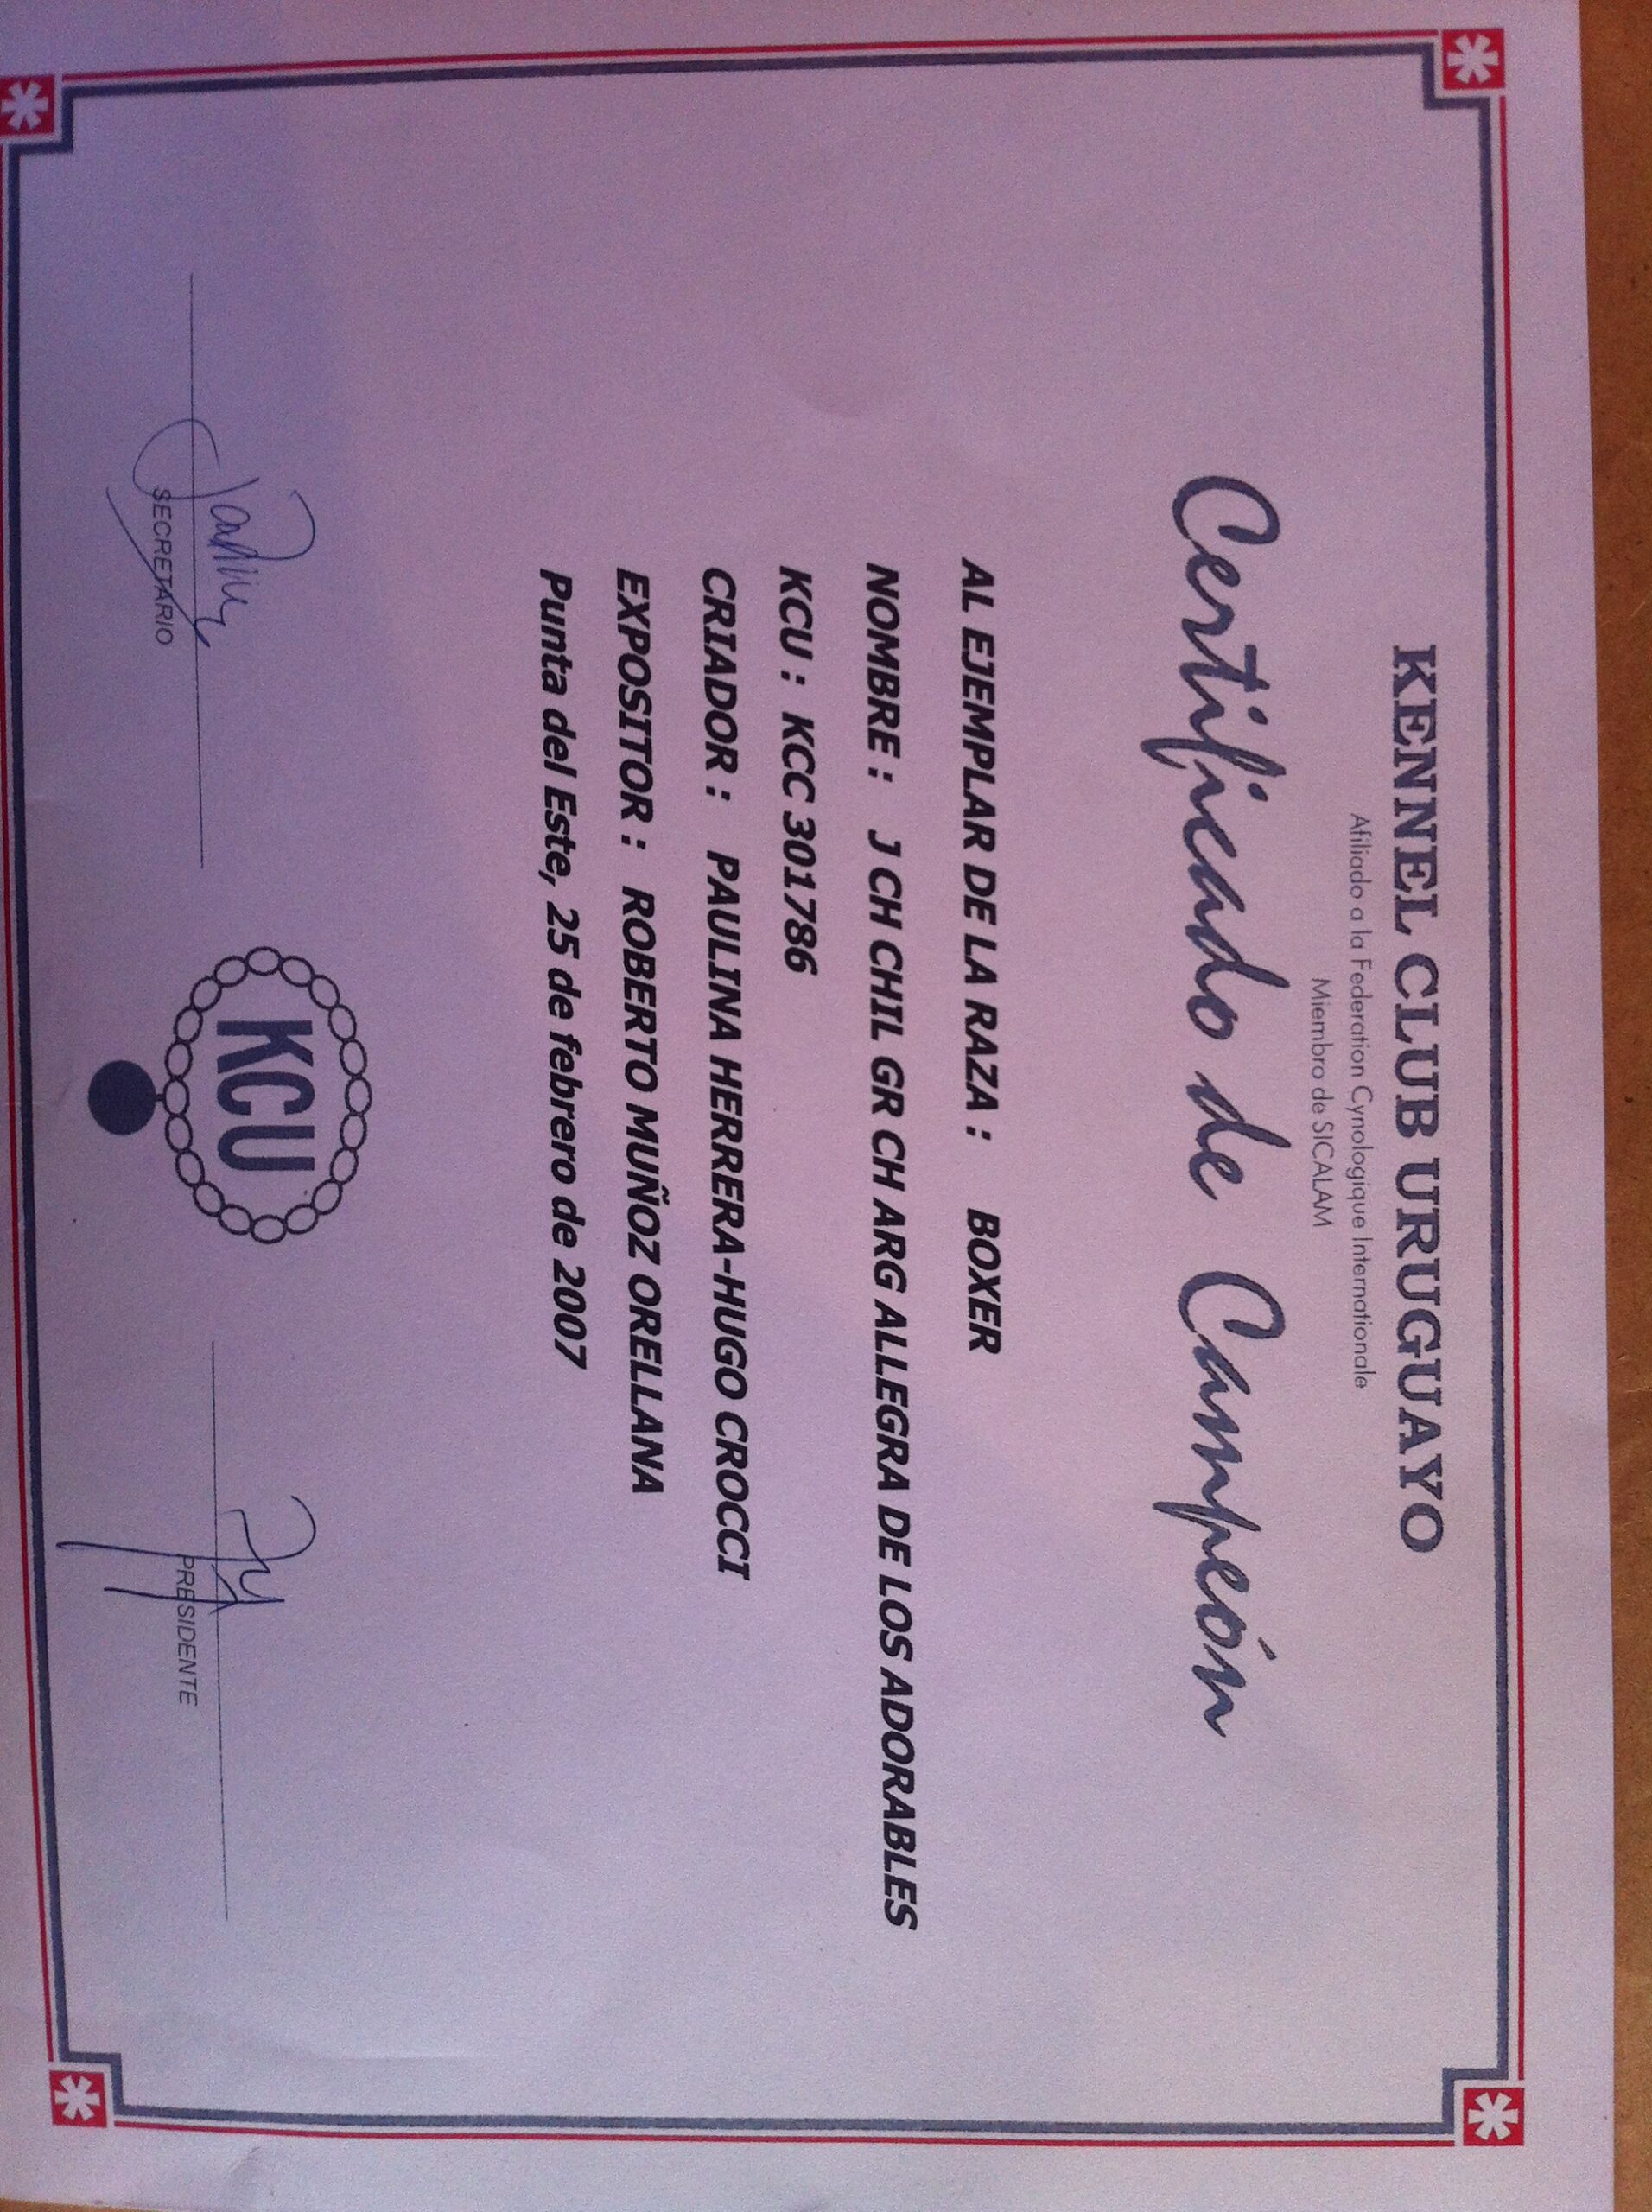 KENNEL CLUB URUGUAYO
Afiliado a la Federation Cynologique Internationale
Miembro de SICALAM
Certificado de Campeón
AL EJEMPLAR DE LA RAZA : BOXER
NOMBRE : J CH CHIL GR CH ARG ALLEGRA DE LOS ADORABLES
KCU : KCC 301786
CRIADOR : PAULINA HERRERA-HUGO CROCCI
EXPOSITOR : ROBERTO MUÑOZ ORELLANA
Punta del Este, 25 de febrero de 2007
SECRETARIO
KCU
PRESIDENTE